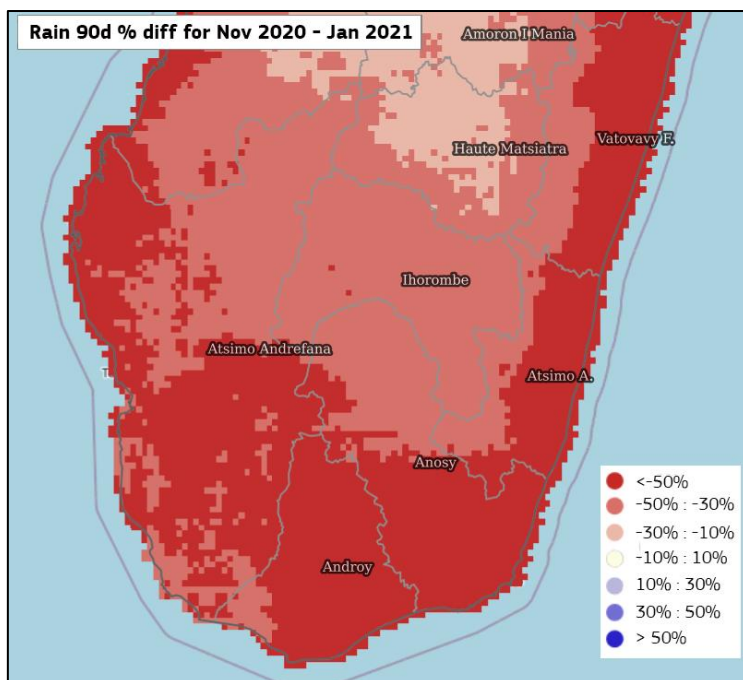 Rain 90d % diff for Nov 2020 - Jan 2021
Amoron I Mania
Vatovavy F.
Haute Matsiatra
Ihorombe
Atsimo Andrefana
T.
Atsimo A.
Anosy
Androy
<-50%
-50% : -30%
-30% : -10%
-10% : 10%
10% : 30%
30% : 50%
> 50%